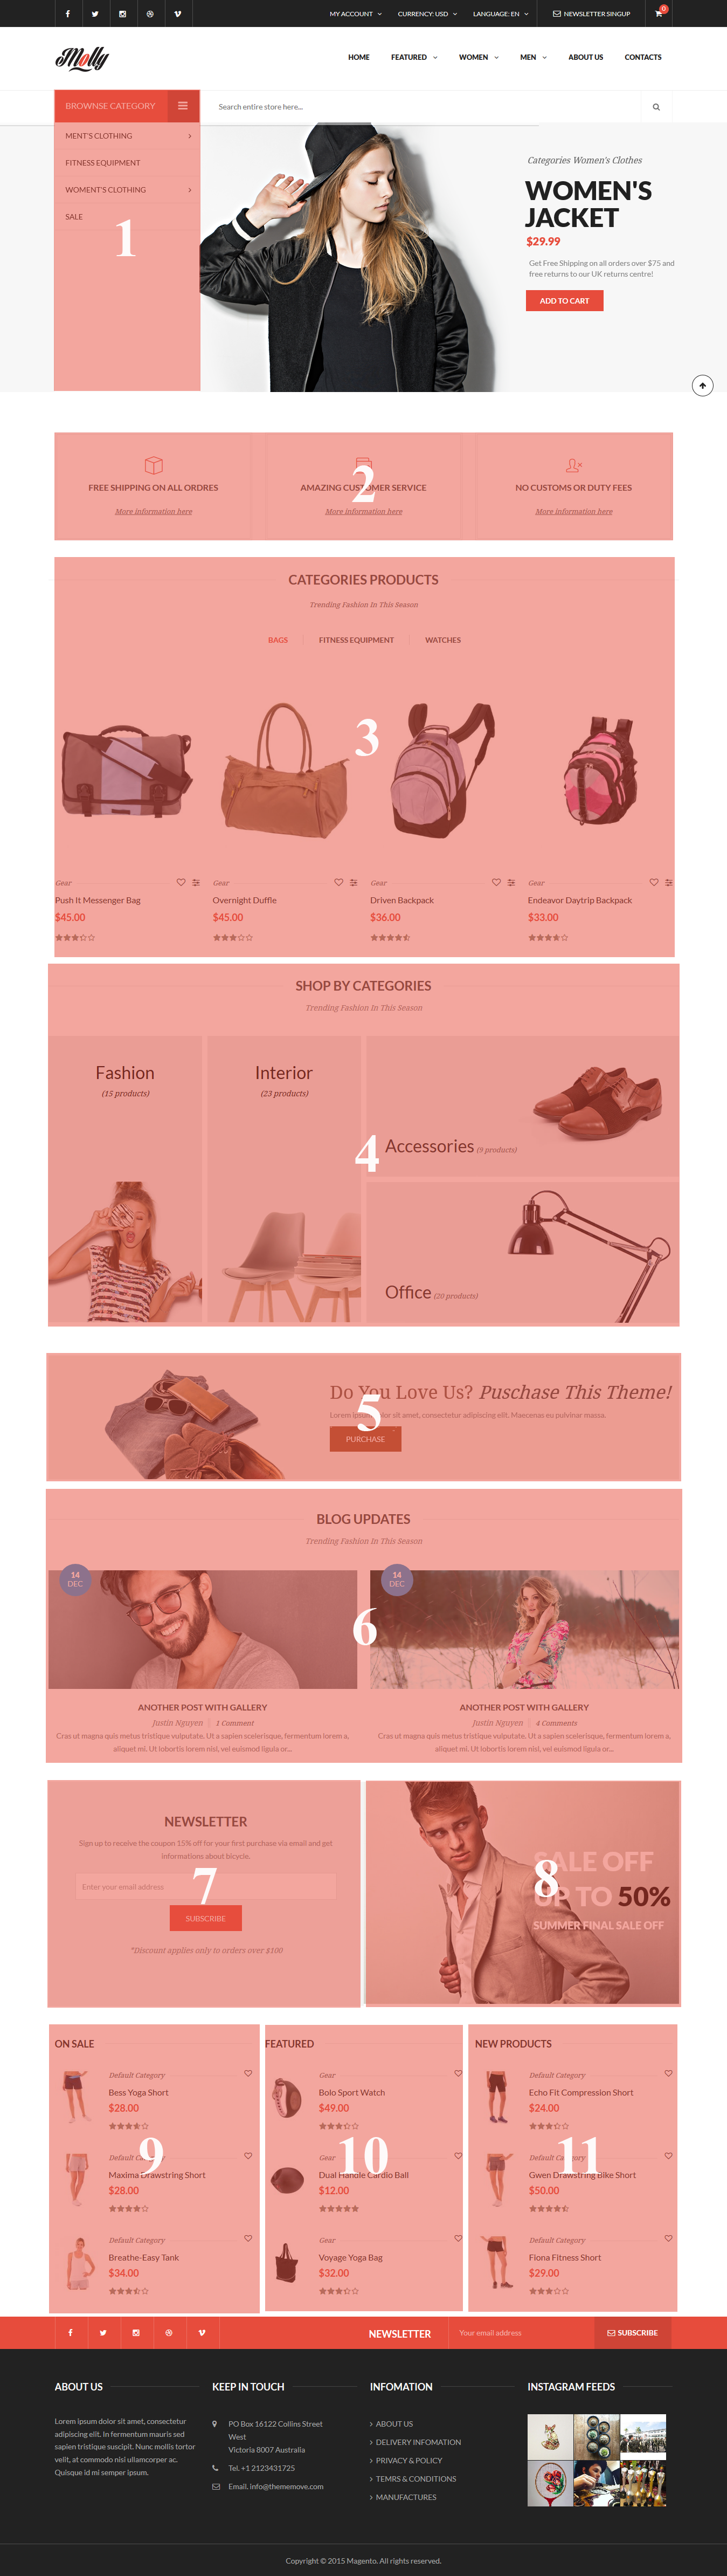 MY ACCOUNT CURRENCY: USD LANGUAGE: EN NEWSLETTER SINGUP 0
Molly
HOME FEATURED WOMEN MEN ABOUT US CONTACTS
BROWNSE CATEGORY
Search entire store here...
MENT'S CLOTHING
FITNESS EQUIPMENT
WOMENT'S CLOTHING
SALE
1
Categories Women's Clothes
WOMEN'S
JACKET
$29.99
Get Free Shipping on all orders over $75 and
free returns to our UK returns centre!
ADD TO CART
2
FREE SHIPPING ON ALL ORDRES
AMAZING CUSTOMER SERVICE
NO CUSTOMS OR DUTY FEES
More information here
More information here
More information here
CATEGORIES PRODUCTS
Trending Fashion In This Season
BAGS FITNESS EQUIPMENT WATCHES
3
Gear
Push It Messenger Bag
$45.00
Gear
Overnight Duffle
$45.00
Gear
Driven Backpack
$36.00
Gear
Endeavor Daytrip Backpack
$33.00
SHOP BY CATEGORIES
Trending Fashion In This Season
Fashion
(15 products)
Interior
(23 products)
4
Accessories (9 products)
Office (20 products)
Do You Love Us? Puschase This Theme!
5
Lorem ipsum dolor sit amet, consectetur adipiscing elit. Maecenas eu pulvinar massa.
PURCHASE
BLOG UPDATES
Trending Fashion In This Season
14
DEC
14
DEC
6
ANOTHER POST WITH GALLERY
Justin Nguyen 1 Comment
Cras ut magna quis metus tristique vulputate. Ut a sapien scelerisque, fermentum lorem a,
aliquet mi. Ut lobortis lorem nisl, vel euismod ligula or...
ANOTHER POST WITH GALLERY
Justin Nguyen 4 Comments
Cras ut magna quis metus tristique vulputate. Ut a sapien scelerisque, fermentum lorem a,
aliquet mi. Ut lobortis lorem nisl, vel euismod ligula or...
NEWSLETTER
Sign up to receive the coupon 15% off for your first purchase via email and get
informations about bicycle.
7
Enter your email address
SUBSCRIBE
*Discount applies only to orders over $100
SALE OFF
8
UP TO 50%
SUMMER FINAL SALE OFF
ON SALE
Default Category
Bess Yoga Short
$28.00
9
Default Category
Maxima Drawstring Short
$28.00
Default Category
Breathe-Easy Tank
$34.00
FEATURED
Gear
Bolo Sport Watch
$49.00
10
Gear
Dual Handle Cardio Ball
$12.00
Gear
Voyage Yoga Bag
$32.00
NEW PRODUCTS
Default Category
Echo Fit Compression Short
$24.00
11
Default Category
Gwen Drawstring Bike Short
$50.00
Default Category
Fiona Fitness Short
$29.00
NEWSLETTER
Your email address
SUBSCRIBE
ABOUT US
Lorem ipsum dolor sit amet, consectetur
adipiscing elit. In eleifend mauris sed
sapien tristique suscipit. Nunc mollis tortor
velit, at commodo nisi ullamcorper ac.
Quisque id mi semper ipsum.
KEEP IN TOUCH
PO Box 16122 Collins Street
West
Victoria 8007 Australia
Tel. +1 2123431725
Email. info@thememove.com
INFOMATION
ABOUT US
DELIVERY INFOMATION
PRIVACY & POLICY
TEMRS & CONDITIONS
MANUFACTURES
INSTAGRAM FEEDS
Copyright © 2015 Magento. All rights reserved.